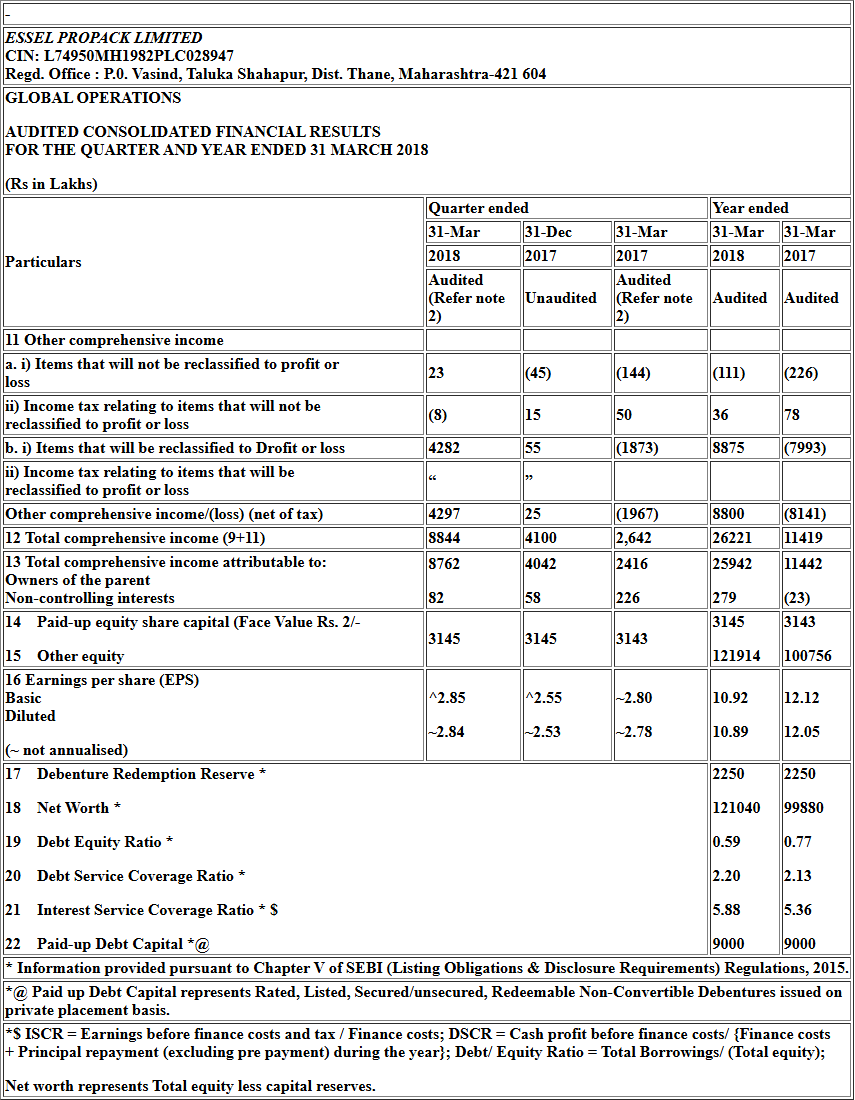 -
ESSEL PROPACK LIMITED
CIN: L74950MH1982PLC028947
Regd. Office : P.0. Vasind, Taluka Shahapur, Dist. Thane, Maharashtra-421 604
GLOBAL OPERATIONS
AUDITED CONSOLIDATED FINANCIAL RESULTS
FOR THE QUARTER AND YEAR ENDED 31 MARCH 2018
(Rs in Lakhs)
Particulars
Quarter ended Year ended
31-Mar 31-Dec 31-Mar 31-Mar 31-Mar
2018 2017 2017 2018 2017
Audited (Refer note 2) Unaudited Audited (Refer note 2) Audited Audited
11 Other comprehensive income
a. i) Items that will not be reclassified to profit or
loss 23 (45) (144) (111) (226)
ii) Income tax relating to items that will not be
reclassified to profit or loss (8) 15 50 36 78
b. i) Items that will be reclassified to Drofit or loss 4282 55 (1873) 8875 (7993)
ii) Income tax relating to items that will be
reclassified to profit or loss “ ”
Other comprehensive income/(loss) (net of tax) 4297 25 (1967) 8800 (8141)
12 Total comprehensive income (9+11) 8844 4100 2,642 26221 11419
13 Total comprehensive income attributable to:
Owners of the parent 8762 4042 2416 25942 11442
Non-controlling interests 82 58 226 279 (23)
14 Paid-up equity share capital (Face Value Rs. 2/- 3145 3145 3143 3145 3143
15 Other equity 121914 100756
16 Earnings per share (EPS)
Basic ^2.85 ^2.55 ~2.80 10.92 12.12
Diluted ~2.84 ~2.53 ~2.78 10.89 12.05
(~ not annualised)
17 Debenture Redemption Reserve * 2250 2250
18 Net Worth * 121040 99880
19 Debt Equity Ratio * 0.59 0.77
20 Debt Service Coverage Ratio * 2.20 2.13
21 Interest Service Coverage Ratio * $ 5.88 5.36
22 Paid-up Debt Capital *@ 9000 9000
* Information provided pursuant to Chapter V of SEBI (Listing Obligations & Disclosure Requirements) Regulations, 2015.
*@ Paid up Debt Capital represents Rated, Listed, Secured/unsecured, Redeemable Non-Convertible Debentures issued on
private placement basis.
*$ ISCR = Earnings before finance costs and tax / Finance costs; DSCR = Cash profit before finance costs/ {Finance costs
+ Principal repayment (excluding pre payment) during the year}; Debt/ Equity Ratio = Total Borrowings/ (Total equity);
Net worth represents Total equity less capital reserves.